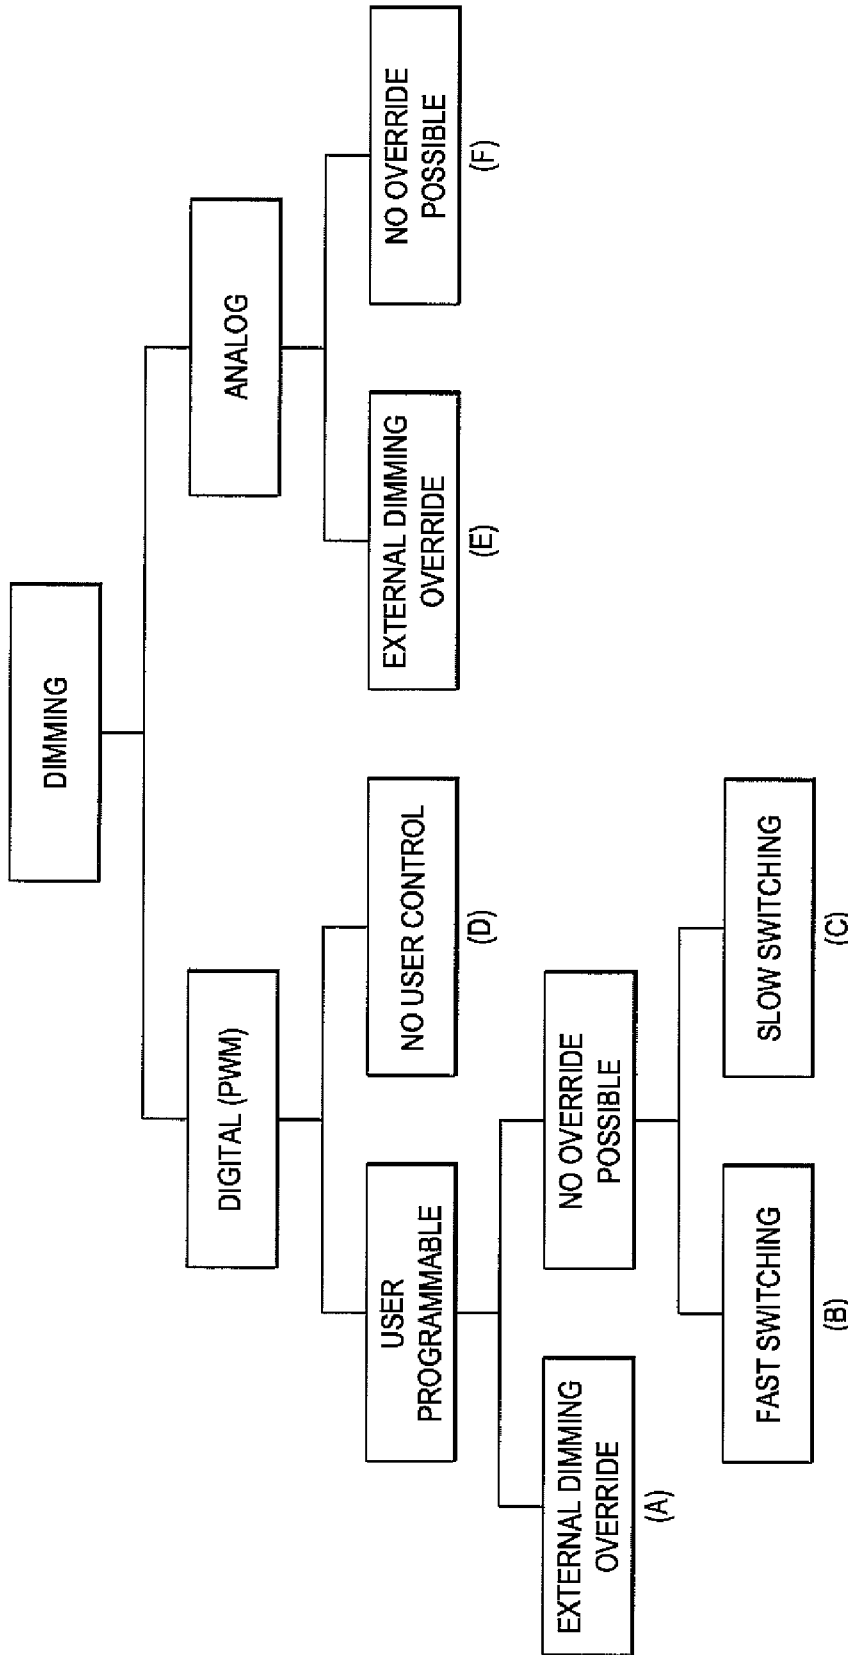 DIMMING
DIGITAL (PWM)
ANALOG
USER
PROGRAMMABLE
NO USER CONTROL
(D)
EXTERNAL DIMMING
OVERRIDE
(E)
NO OVERRIDE
POSSIBLE
(F)
EXTERNAL DIMMING
OVERRIDE
(A)
NO OVERRIDE
POSSIBLE
FAST SWITCHING
(B)
SLOW SWITCHING
(C)